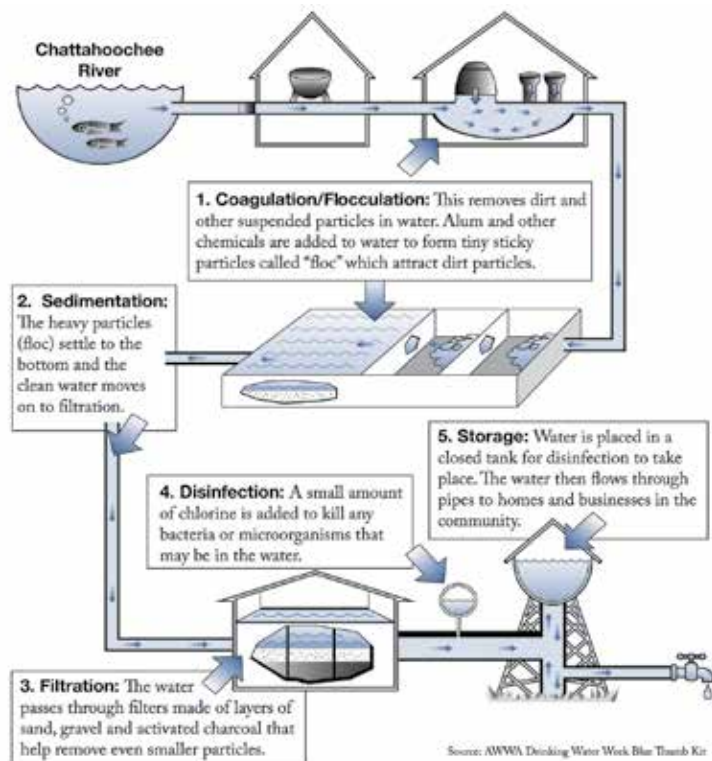 Chattahoochee
River
1. Coagulation/Flocculation: This removes dirt and
other suspended particles in water. Alum and other
chemicals are added to water to form tiny sticky
particles called "floc" which attract dirt particles.
2. Sedimentation:
The heavy particles
(floc) settle to the
bottom and the
clean water moves
on to filtration.
5. Storage: Water is placed in a
closed tank for disinfection to take
place. The water then flows through
pipes to homes and businesses in the
community.
4. Disinfection: A small amount
of chlorine is added to kill any
bacteria or microorganisms that
may be in the water.
3. Filtration: The water
passes through filters made of layers of
sand, gravel and activated charcoal that
help remove even smaller particles.
Source: AWWA Drinking Water Work Blue Thumb Kit